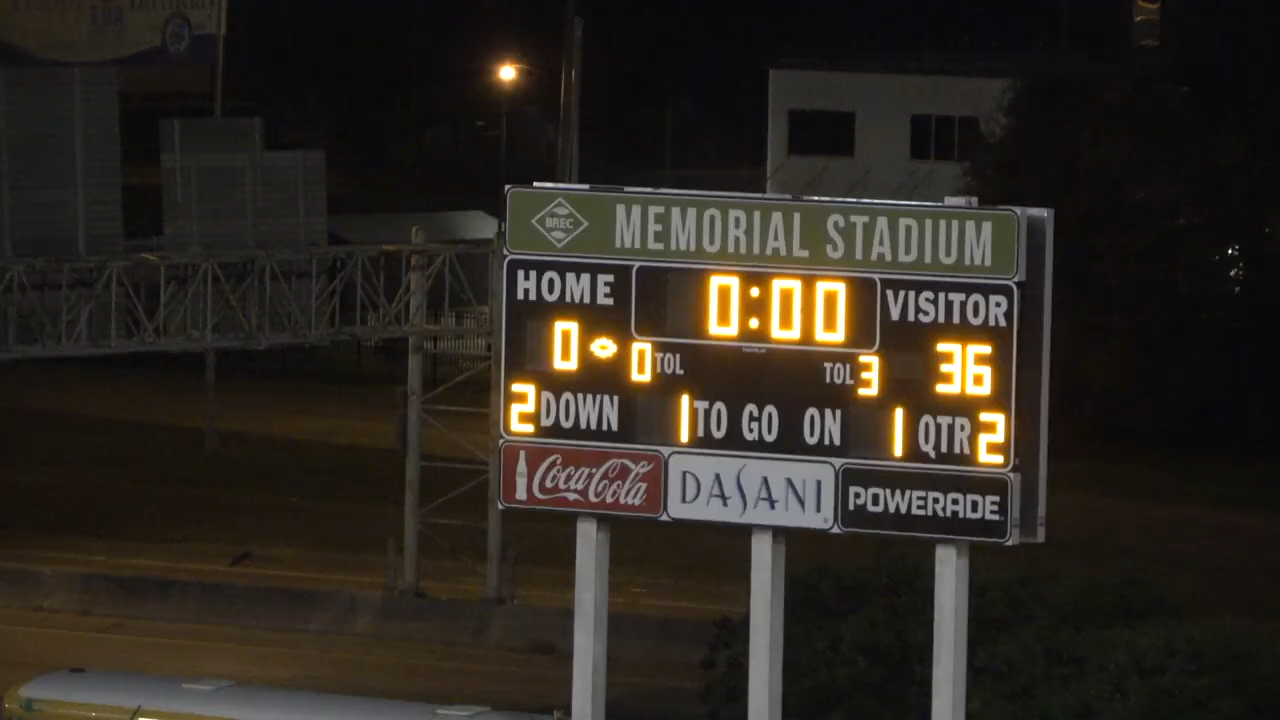 BREC
MEMORIAL STADIUM
HOME
0:00
VISITOR
0
0 TOL
TOL 3
36
2 DOWN
1 TO GO ON
1 QTR 2
Coca-Cola
DASANI
POWERADE